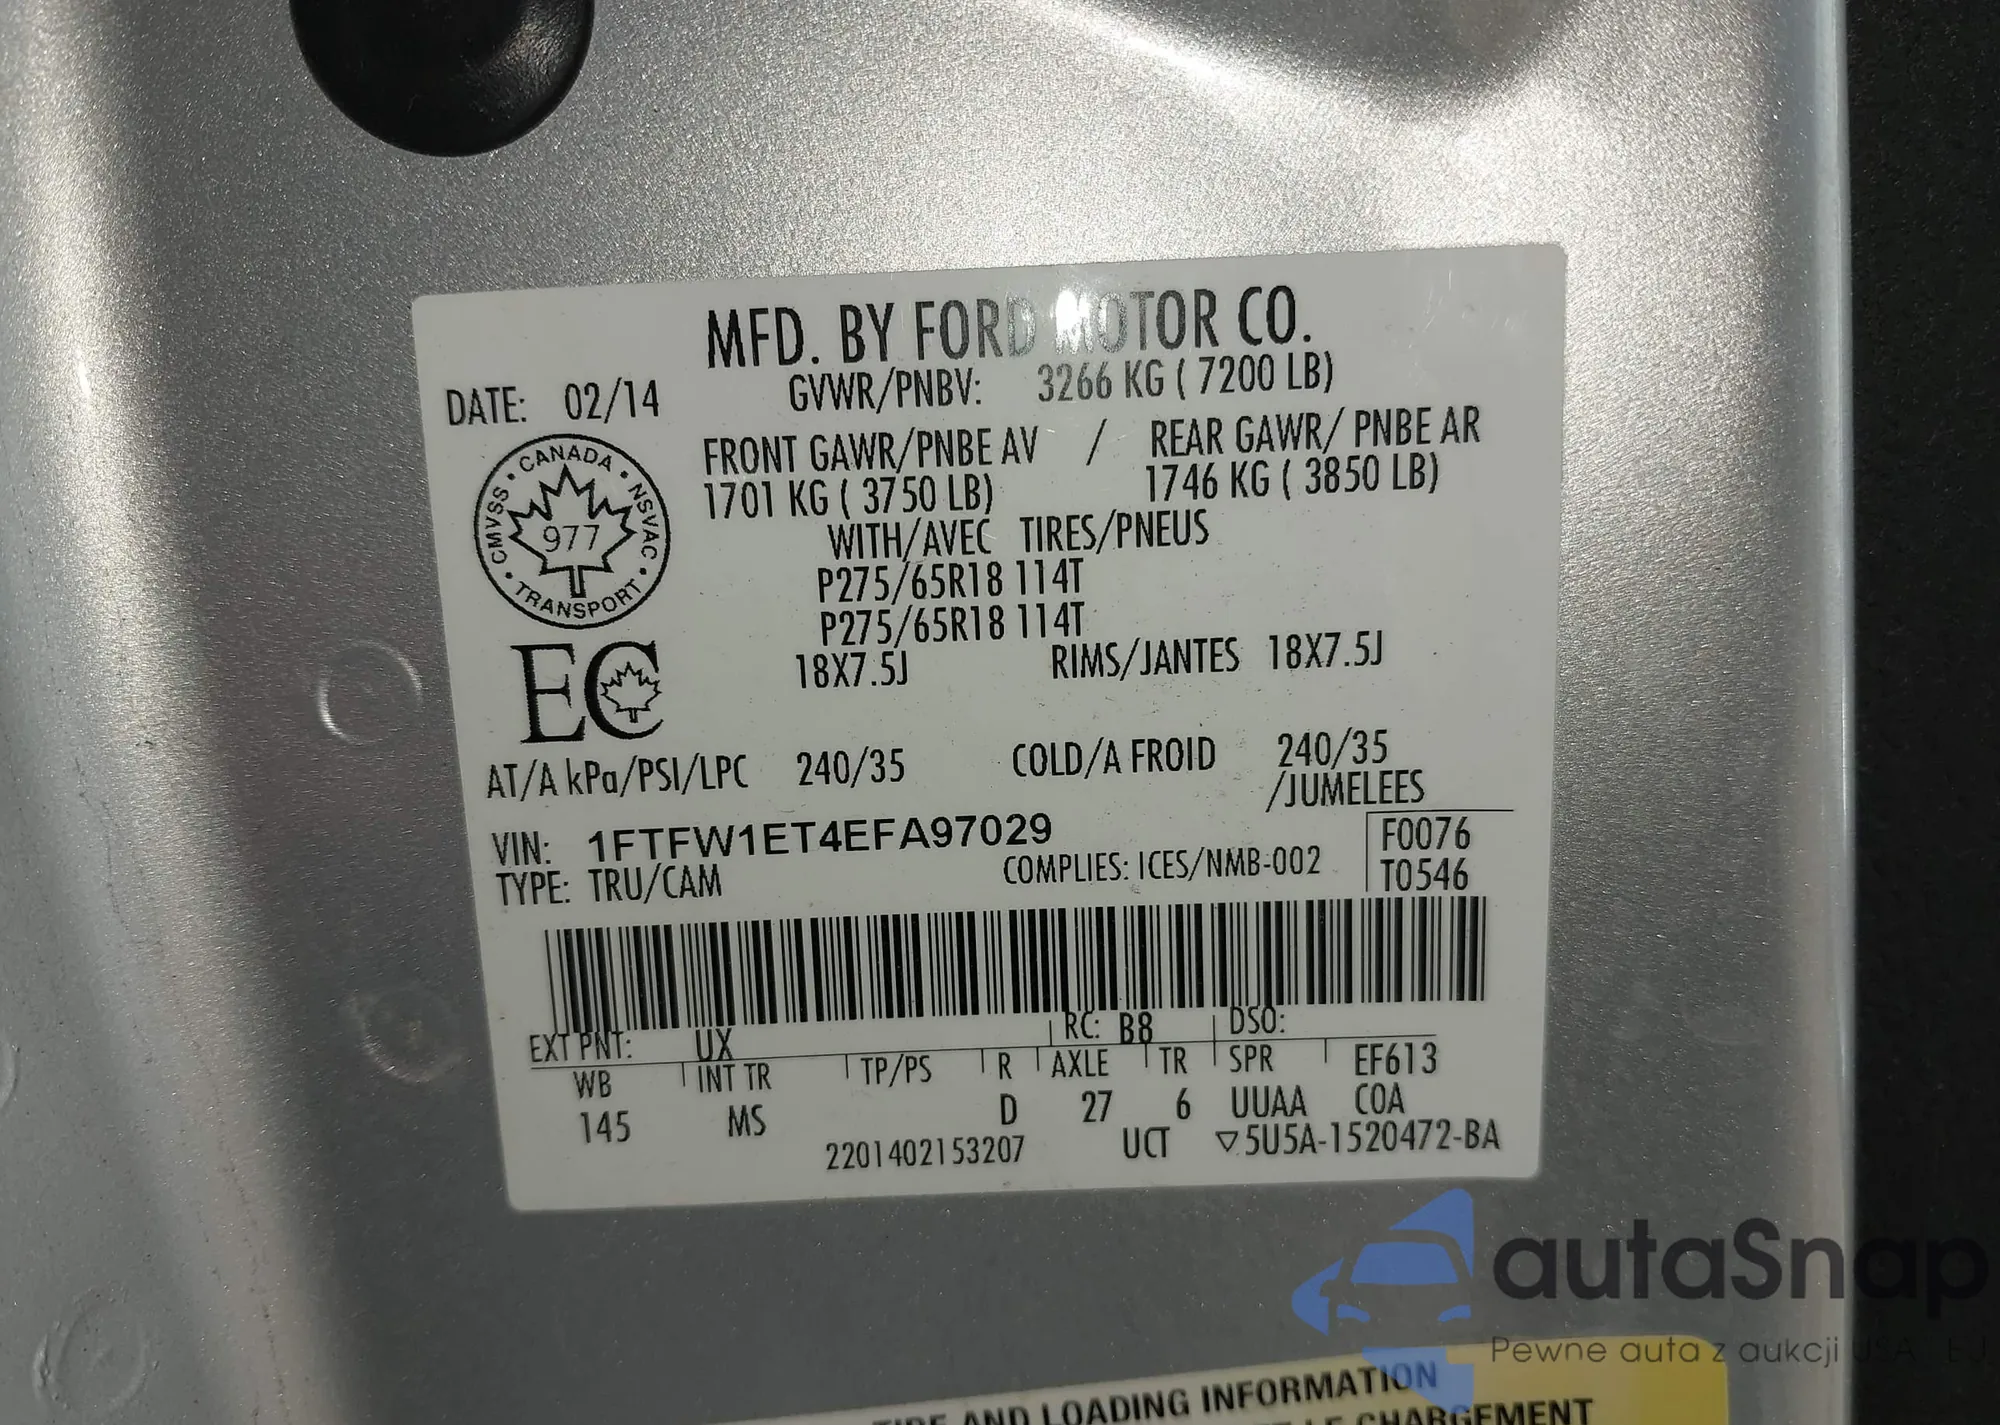 MFD. BY FORD MOTOR CO.
DATE: 02/14
GVWR/PNBV: 3266 KG ( 7200 LB)
FRONT GAWR/PNBE AV / REAR GAWR/ PNBE AR
1701 KG ( 3750 LB) 1746 KG ( 3850 LB)
WITH/AVEC TIRES/PNEUS
P275/65R18 114T
P275/65R18 114T
18X7.5J RIMS/JANTES 18X7.5J
CANADA
CMVSS
NSVAC
977
TRANSPORT
EC
AT/A kPa/PSI/LPC 240/35 COLD/A FROID 240/35
/JUMELEES
VIN: 1FTFW1ET4EFA97029
F0076
TYPE: TRU/CAM COMPLIES: ICES/NMB-002
T0546
EXT PNT: UX RC: B8 DSO:
WB INT TR TP/PS R AXLE TR SPR EF613
145 MS D 27 6 UUAA COA
2201402153207 UCT ▽5U5A-1520472-BA
autaSnap
Pewne auta z aukcji USA i EU
TIRE AND LOADING INFORMATION
LE CHARGEMENT